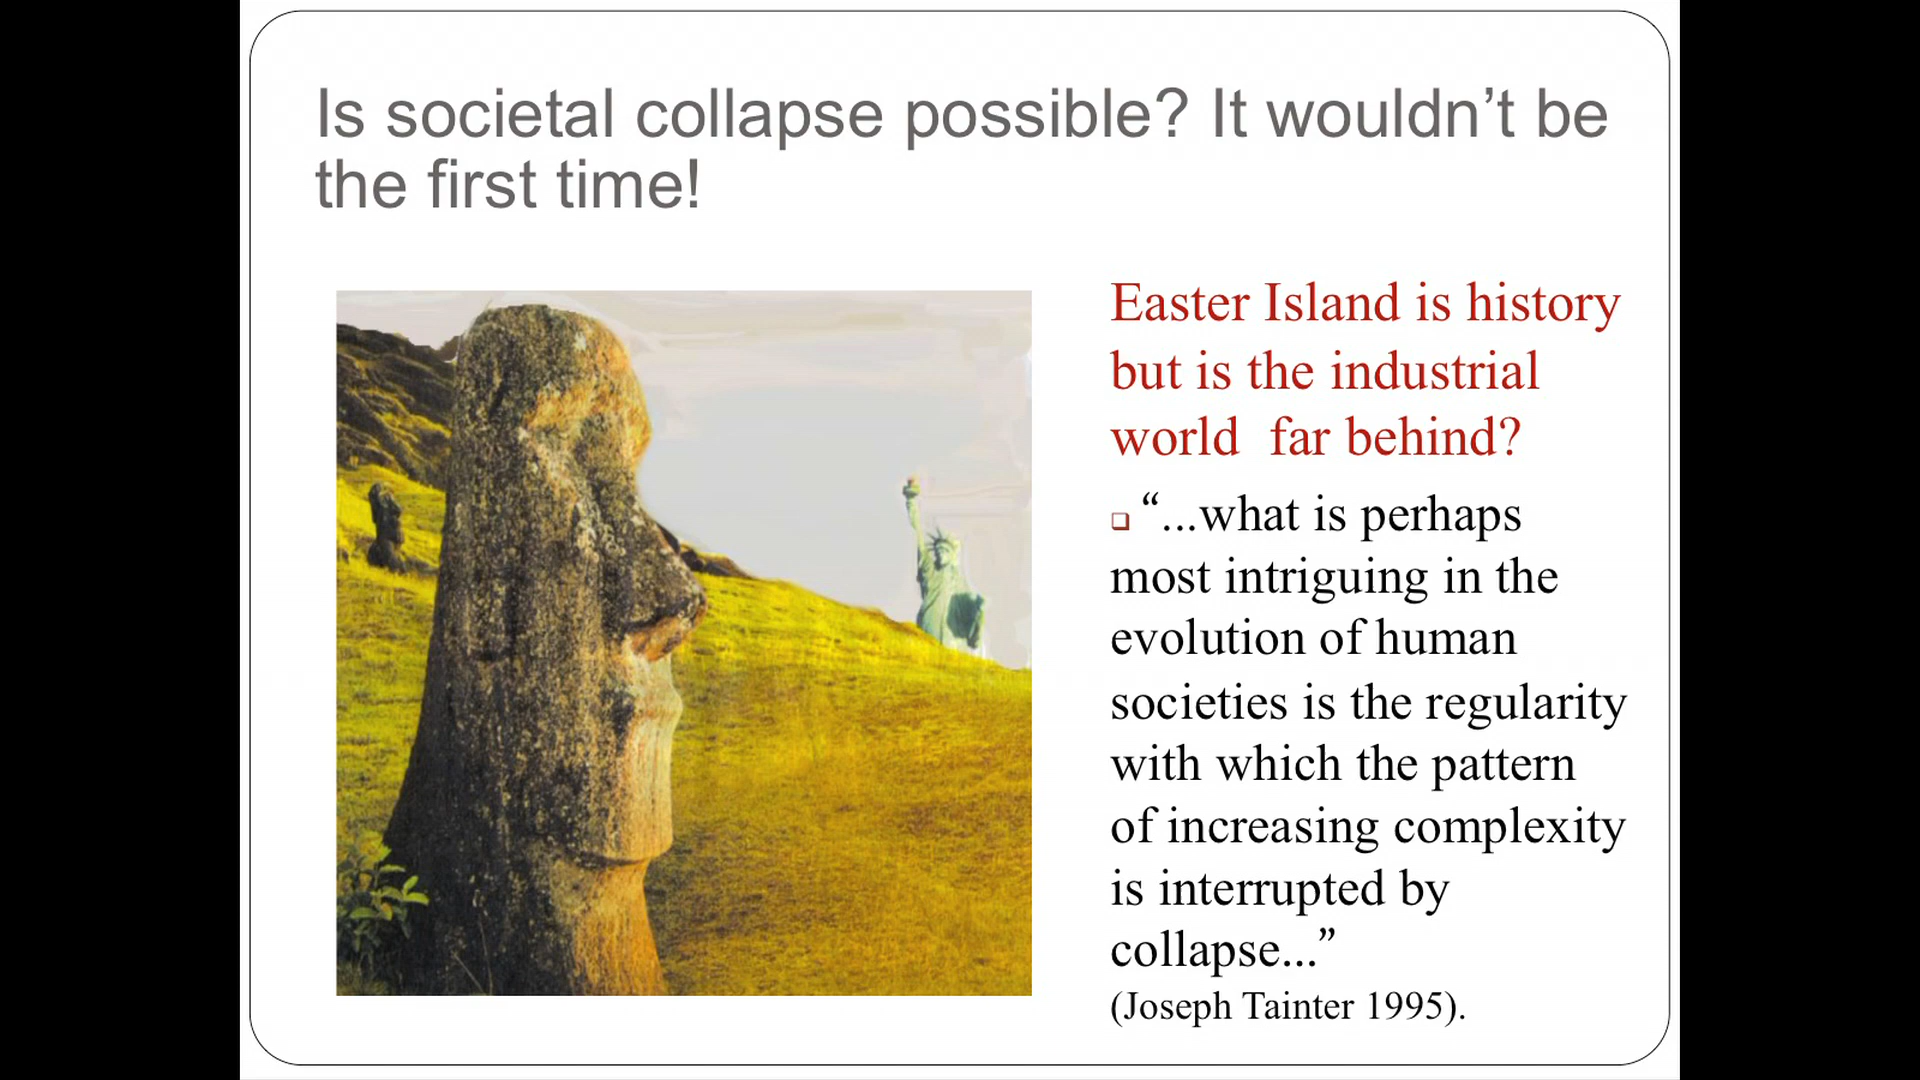 Is societal collapse possible? It wouldn’t be
the first time!
Easter Island is history
but is the industrial
world  far behind?
❑ “...what is perhaps
most intriguing in the
evolution of human
societies is the regularity
with which the pattern
of increasing complexity
is interrupted by
collapse...”
(Joseph Tainter 1995).